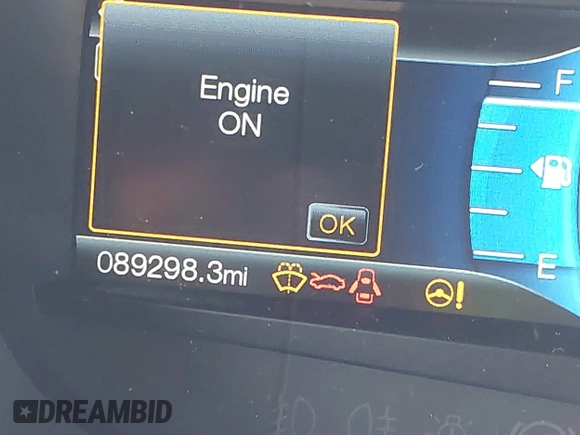 Engine
ON
F
OK
E
089298.3mi
DREAMBID